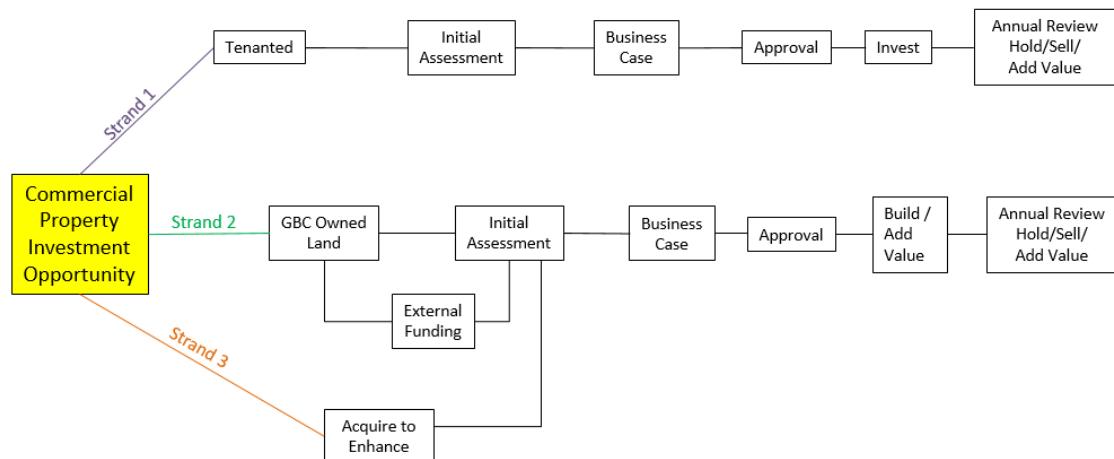 Strand 1
Tenanted
Initial
Assessment
Business
Case
Approval
Invest
Annual Review
Hold/Sell/
Add Value
Commercial
Property
Investment
Opportunity
Strand 2
GBC Owned
Land
Initial
Assessment
Business
Case
Approval
Build /
Add
Value
Annual Review
Hold/Sell/
Add Value
External
Funding
Strand 3
Acquire to
Enhance